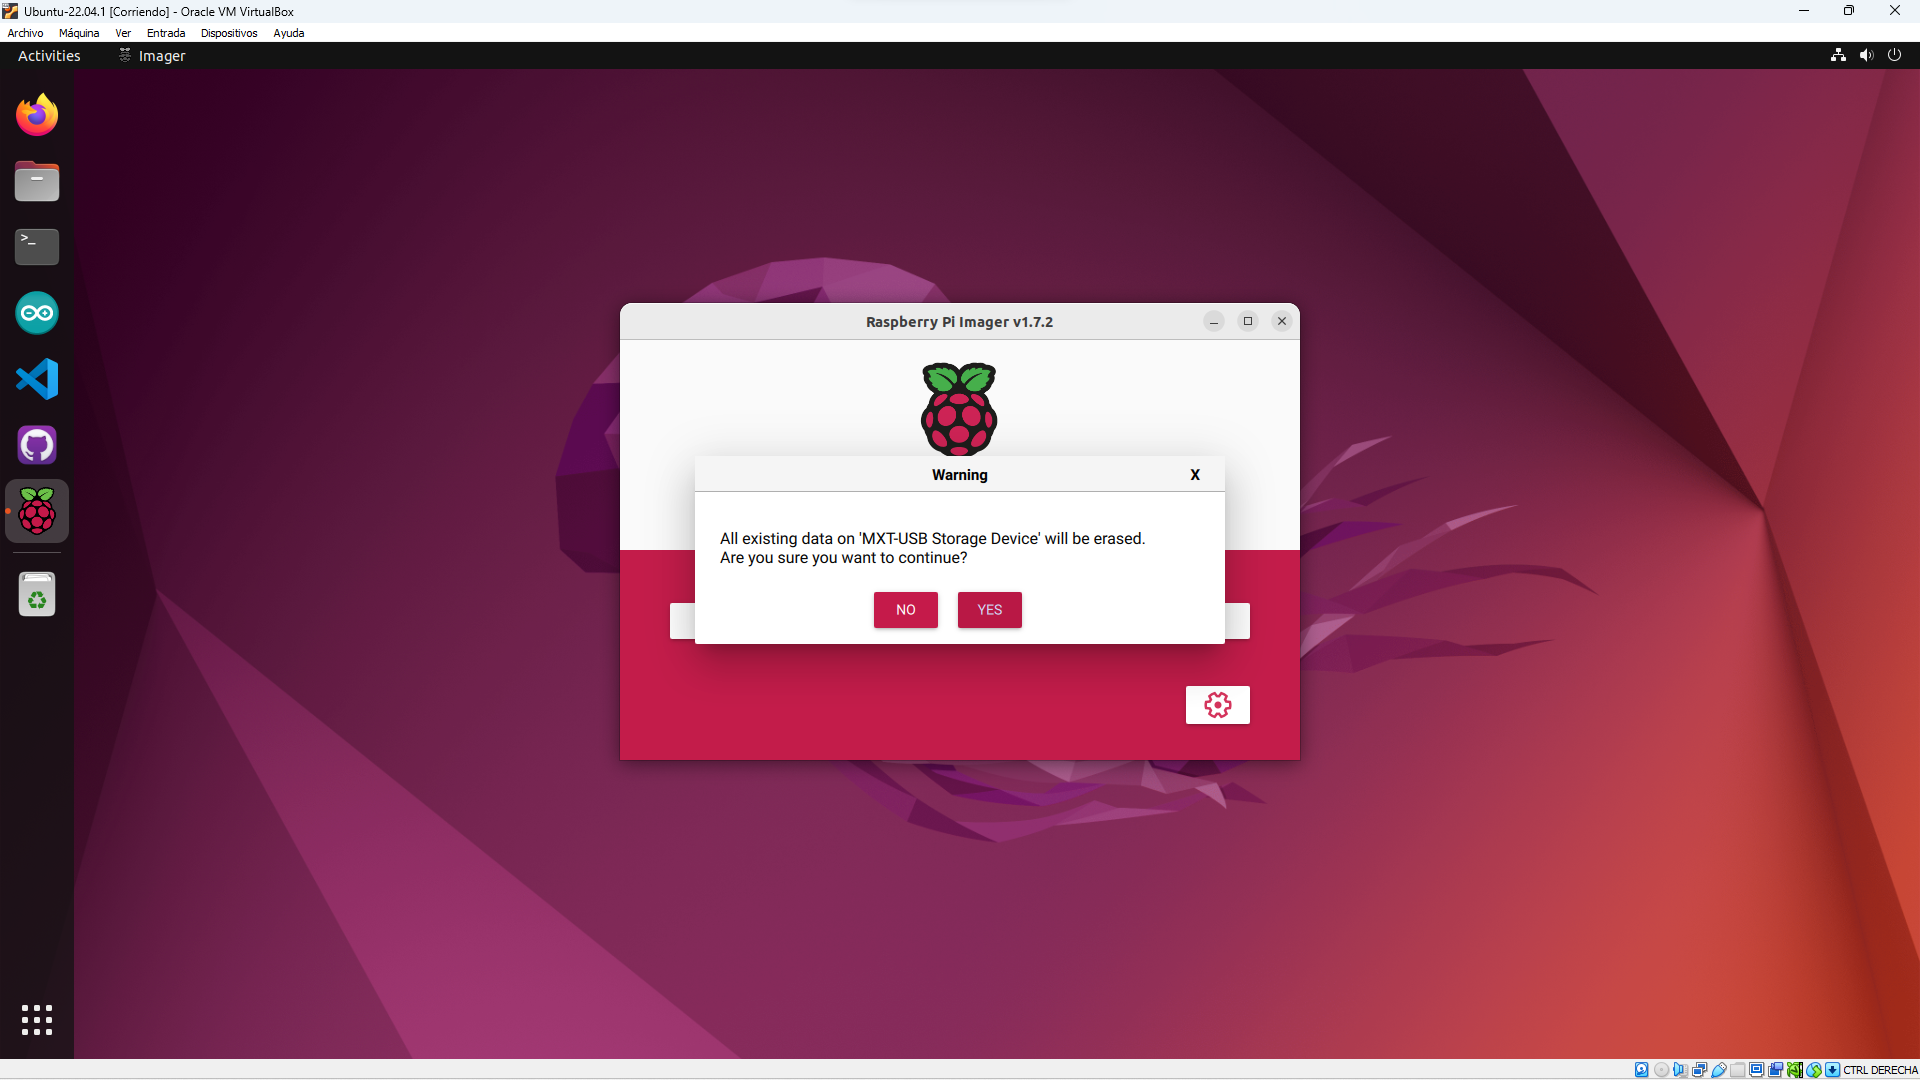 Ubuntu-22.04.1 [Corriendo] - Oracle VM VirtualBox
Archivo Máquina Ver Entrada Dispositivos Ayuda
Activities Imager
>_
Raspberry Pi Imager v1.7.2
Warning X
All existing data on 'MXT-USB Storage Device' will be erased.
Are you sure you want to continue?
NO YES
CTRL DERECHA